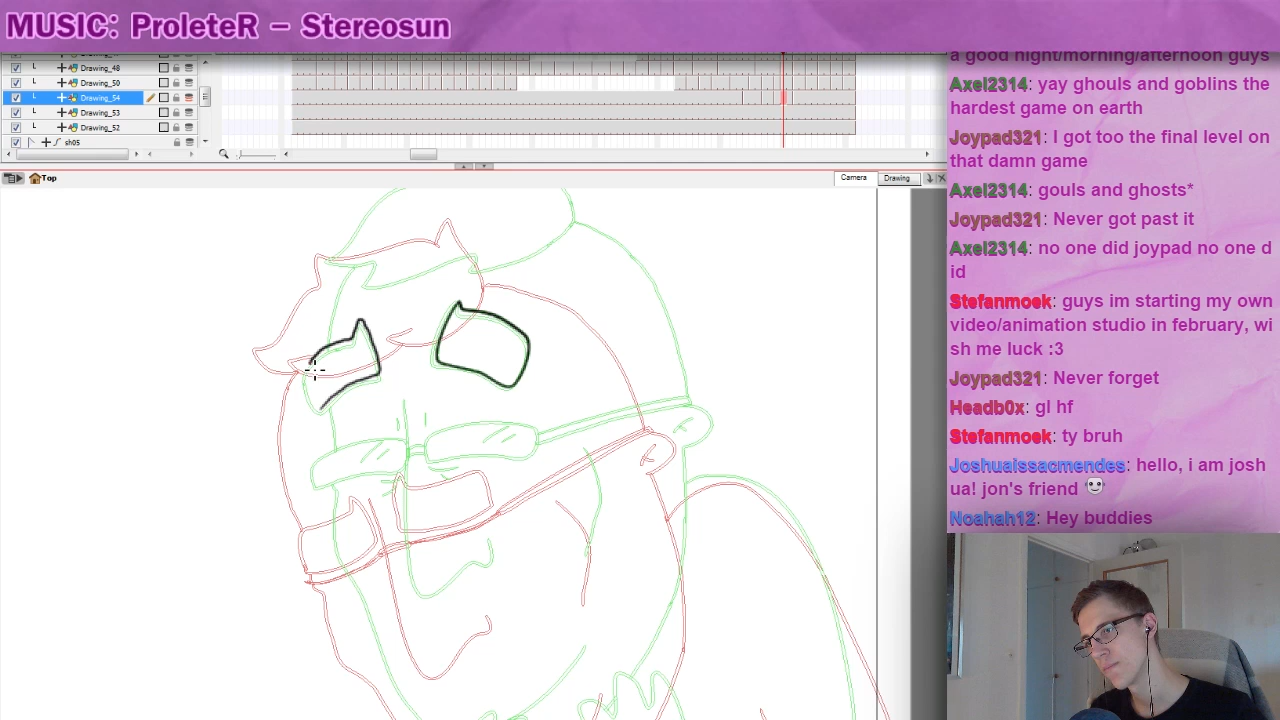 MUSIC: ProleteR – Stereosun
Drawing_48
Drawing_50
Drawing_54
Drawing_53
Drawing_52
sh05
Top
Camera
Drawing
a good night/morning/afternoon guys
Axel2314: yay ghouls and goblins the
hardest game on earth
Joypad321: I got too the final level on
that damn game
Axel2314: gouls and ghosts*
Joypad321: Never got past it
Axel2314: no one did joypad no one d
id
Stefanmoek: guys im starting my own
video/animation studio in february, wi
sh me luck :3
Joypad321: Never forget
Headb0x: gl hf
Stefanmoek: ty bruh
Joshuaissacmendes: hello, i am josh
ua! jon's friend
Noahah12: Hey buddies